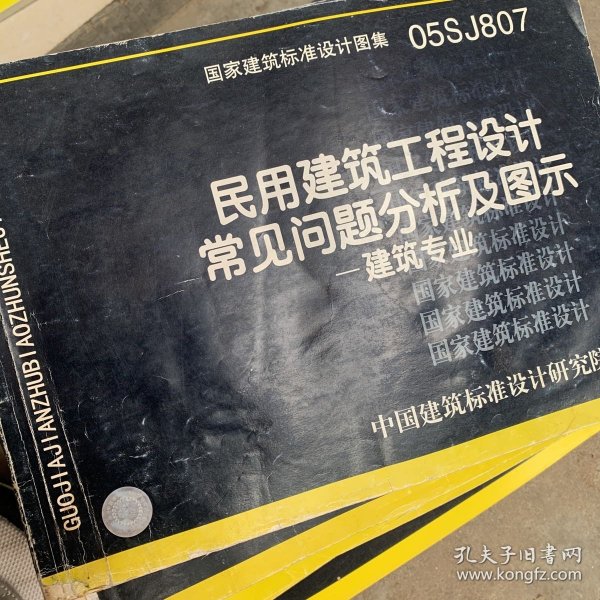 国家建筑标准设计图集 05SJ807
民用建筑工程设计
常见问题分析及图示
—建筑专业
国家建筑标准设计
国家建筑标准设计
国家建筑标准设计
中国建筑标准设计研究院
GUOJIAJIANZHUBIAOZHUNSHEJ
孔夫子旧书网
www.kongfz.com